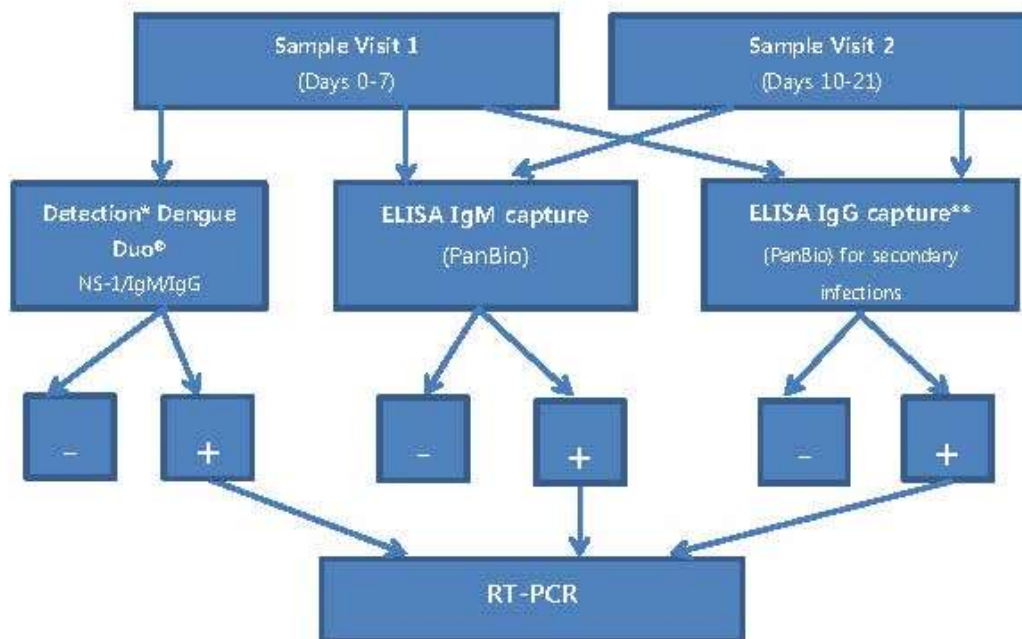 Sample Visit 1
(Days 0-7)
Sample Visit 2
(Days 10-21)
Detection* Dengue
Duo®
NS-1/IgM/IgG
ELISA IgM capture
(PanBio)
ELISA IgG capture**
(PanBio) for secondary
infections
-
+
-
+
-
+
RT-PCR